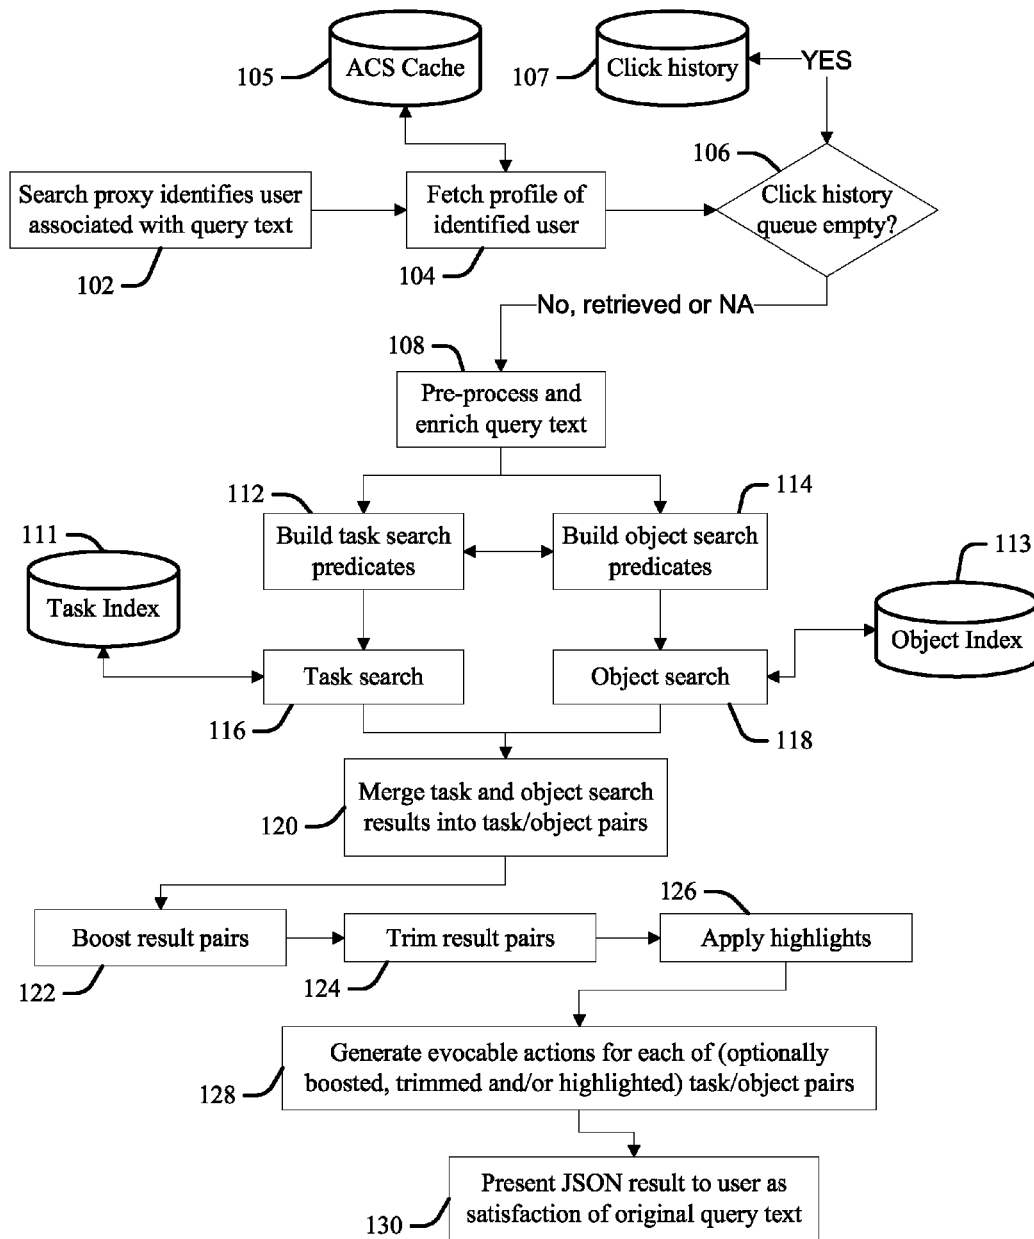 ACS Cache
105
Click history
107
YES
106
Click history
queue empty?
Search proxy identifies user
associated with query text
102
Fetch profile of
identified user
104
No, retrieved or NA
108
Pre-process and
enrich query text
112
Build task search
predicates
114
Build object search
predicates
111
Task Index
113
Object Index
Task search
116
Object search
118
Merge task and object search
results into task/object pairs
120
Boost result pairs
122
Trim result pairs
124
126
Apply highlights
Generate evocable actions for each of (optionally
boosted, trimmed and/or highlighted) task/object pairs
128
Present JSON result to user as
satisfaction of original query text
130